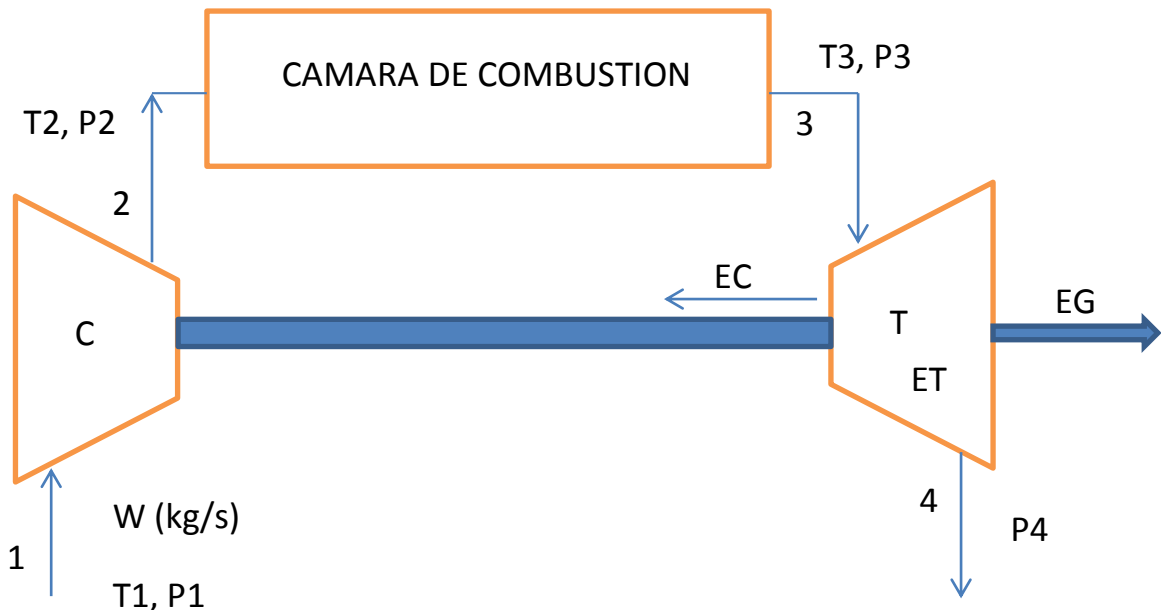 CAMARA DE COMBUSTION
T3, P3
T2, P2
3
2
EC
EG
C
T
ET
4
W (kg/s)
P4
1
T1, P1